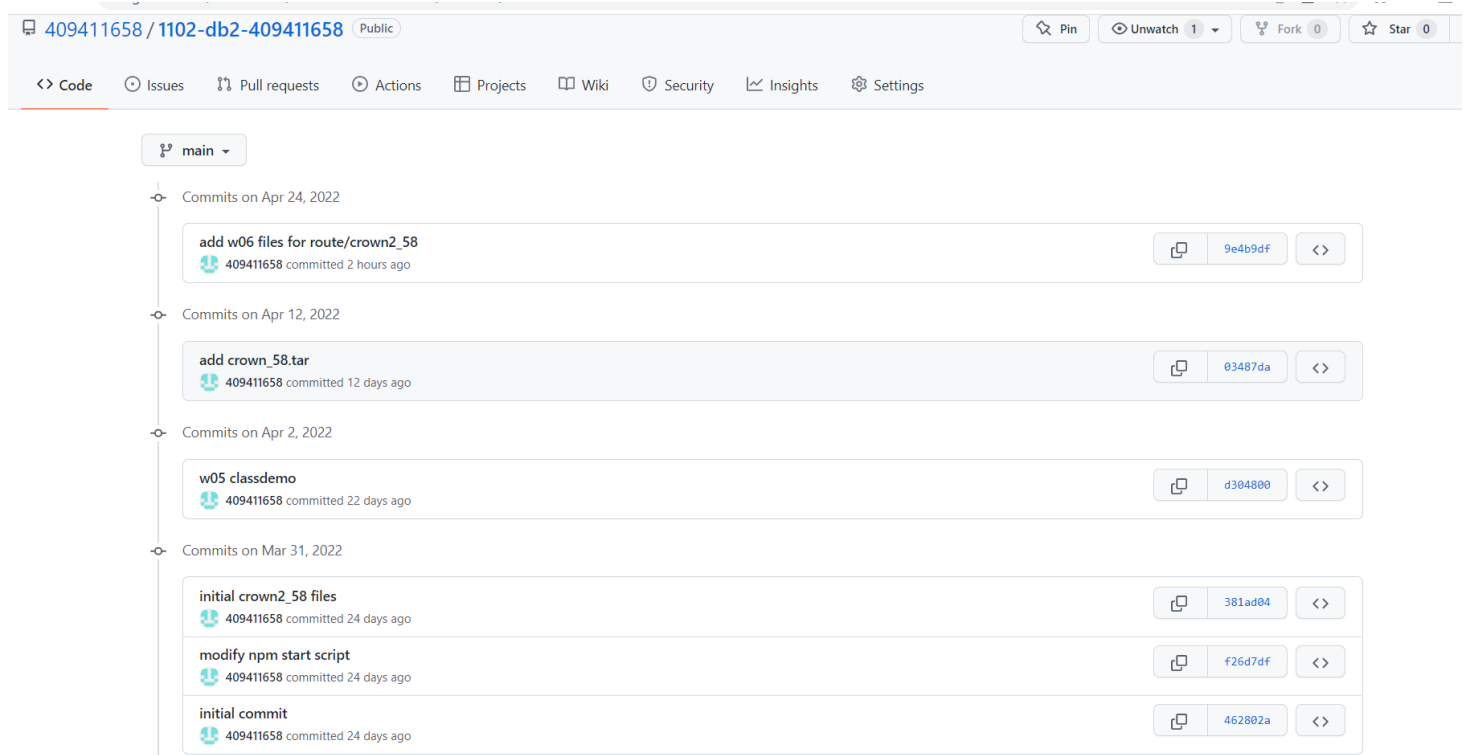 409411658 / 1102-db2-409411658 Public
Pin Unwatch 1 Fork 0 Star 0
Code Issues Pull requests Actions Projects Wiki Security Insights Settings
main
Commits on Apr 24, 2022
add w06 files for route/crown2_58
409411658 committed 2 hours ago
9e4b9df
Commits on Apr 12, 2022
add crown_58.tar
409411658 committed 12 days ago
03487da
Commits on Apr 2, 2022
w05 classdemo
409411658 committed 22 days ago
d304800
Commits on Mar 31, 2022
initial crown2_58 files
409411658 committed 24 days ago
381ad04
modify npm start script
409411658 committed 24 days ago
f26d7df
initial commit
409411658 committed 24 days ago
462802a